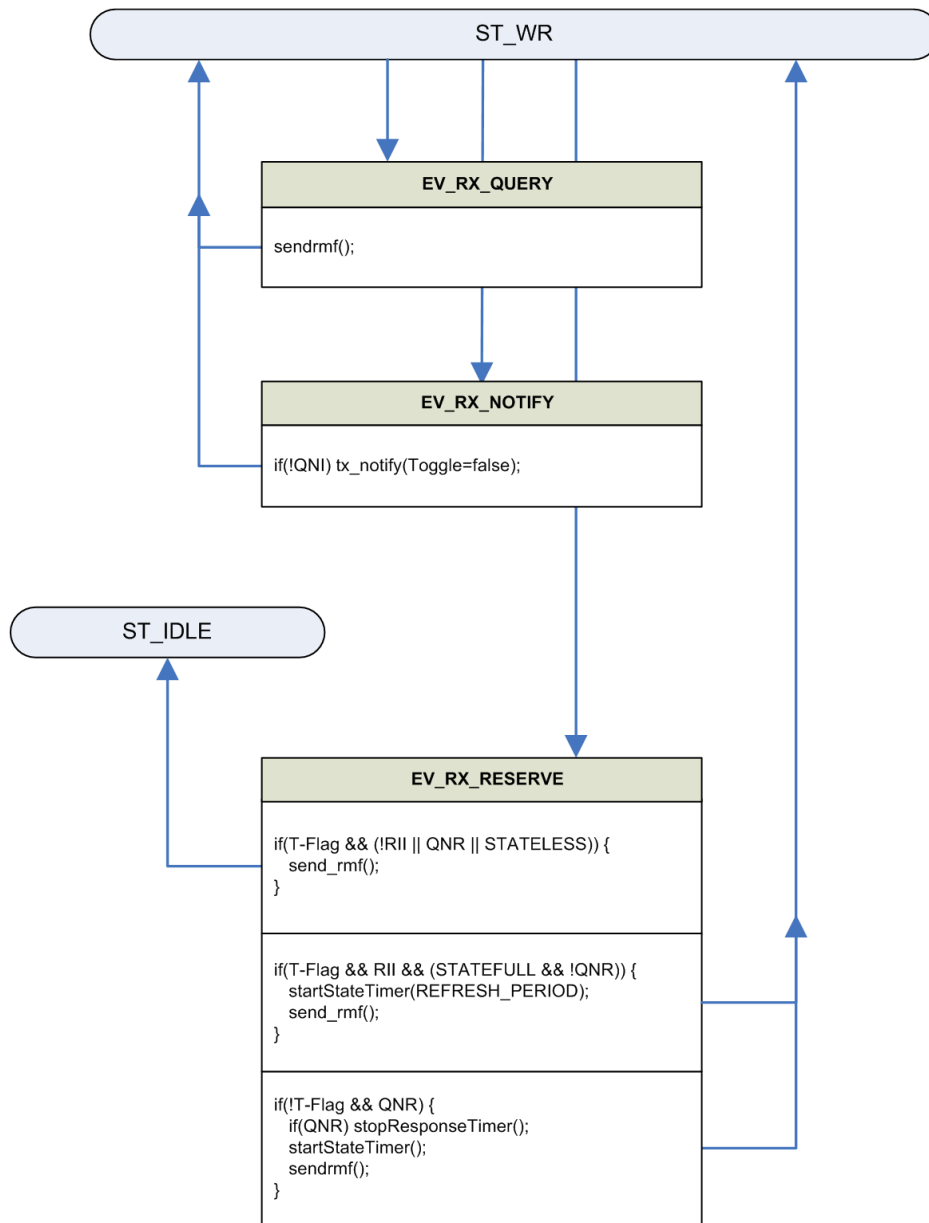 ST_WR
EV_RX_QUERY
sendrmf();
EV_RX_NOTIFY
if(!QNI) tx_notify(Toggle=false);
ST_IDLE
EV_RX_RESERVE
if(T-Flag && (!RII || QNR || STATELESS)) {
send_rmf();
}
if(T-Flag && RII && (STATEFULL && !QNR)) {
startStateTimer(REFRESH_PERIOD);
send_rmf();
}
if(!T-Flag && QNR) {
if(QNR) stopResponseTimer();
startStateTimer();
sendrmf();
}